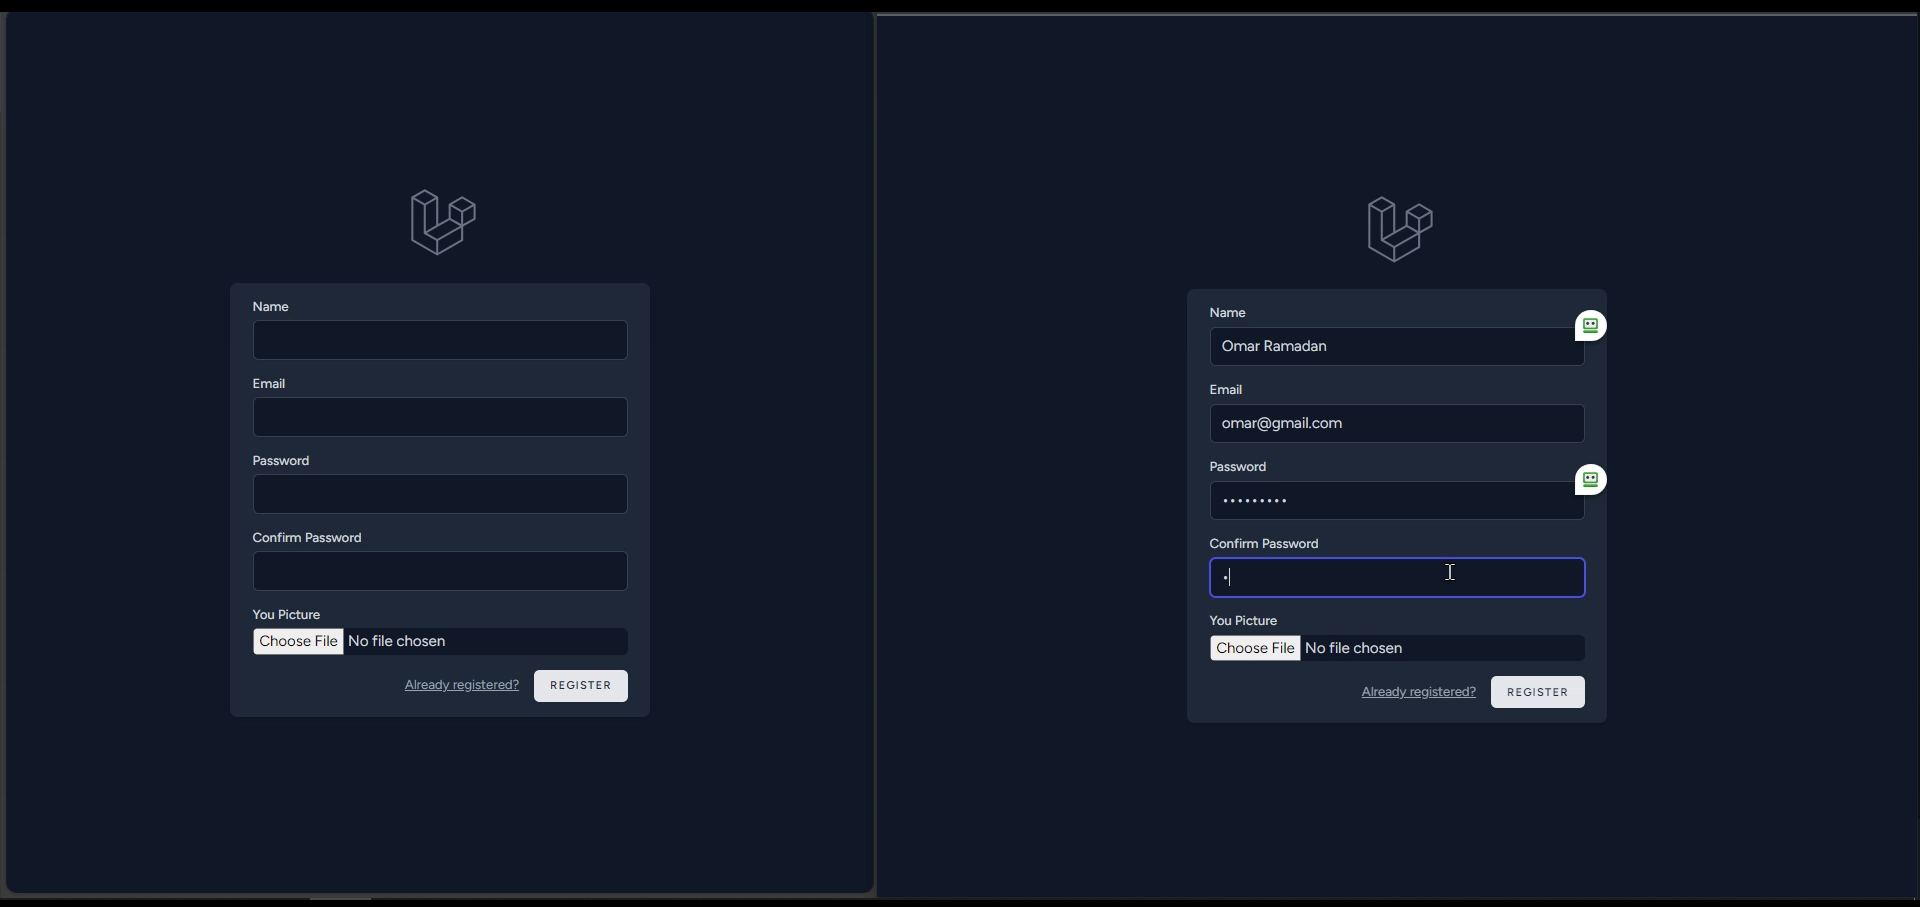 Name
Email
Password
Confirm Password
You Picture
Choose File No file chosen
Already registered? REGISTER
Name
Omar Ramadan
Email
omar@gmail.com
Password
•••••••••
Confirm Password
•
You Picture
Choose File No file chosen
Already registered? REGISTER